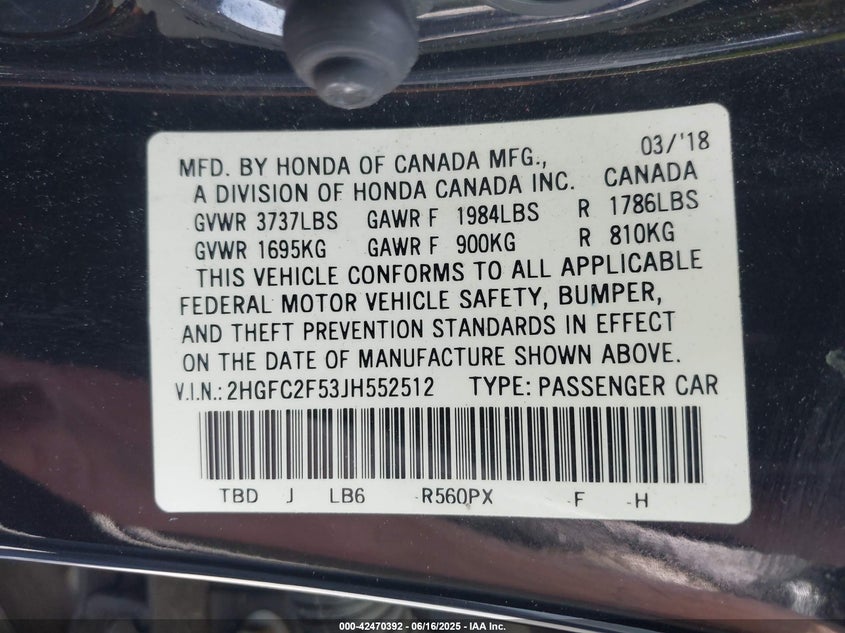 03/'18
MFD. BY HONDA OF CANADA MFG.,
A DIVISION OF HONDA CANADA INC. CANADA
GVWR 3737LBS GAWR F 1984LBS R 1786LBS
GVWR 1695KG GAWR F 900KG R 810KG
THIS VEHICLE CONFORMS TO ALL APPLICABLE
FEDERAL MOTOR VEHICLE SAFETY, BUMPER,
AND THEFT PREVENTION STANDARDS IN EFFECT
ON THE DATE OF MANUFACTURE SHOWN ABOVE.
V.I.N.: 2HGFC2F53JH552512 TYPE: PASSENGER CAR
TBD J LB6 -R560PX -F -H
000-42470392 - 06/16/2025 - IAA Inc.